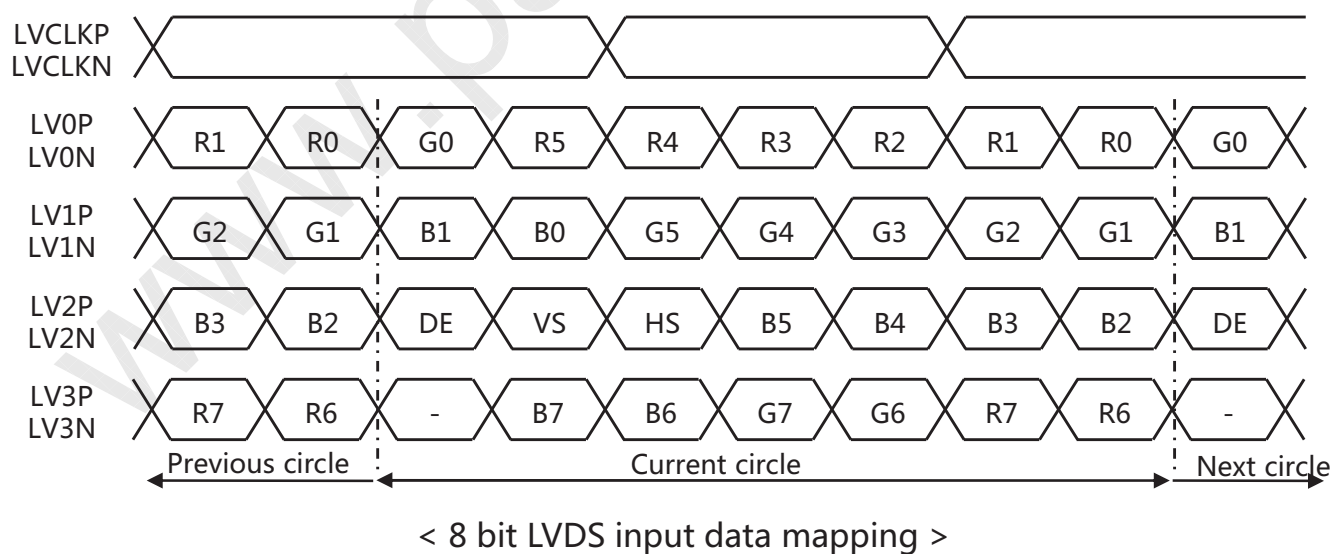 LVCLKP
LVCLKN
LV0P
LV0N
R1 R0 G0 R5 R4 R3 R2 R1 R0 G0
LV1P
LV1N
G2 G1 B1 B0 G5 G4 G3 G2 G1 B1
LV2P
LV2N
B3 B2 DE VS HS B5 B4 B3 B2 DE
LV3P
LV3N
R7 R6 - B7 B6 G7 G6 R7 R6 -
Previous circle Current circle Next circle
< 8 bit LVDS input data mapping >
www.p